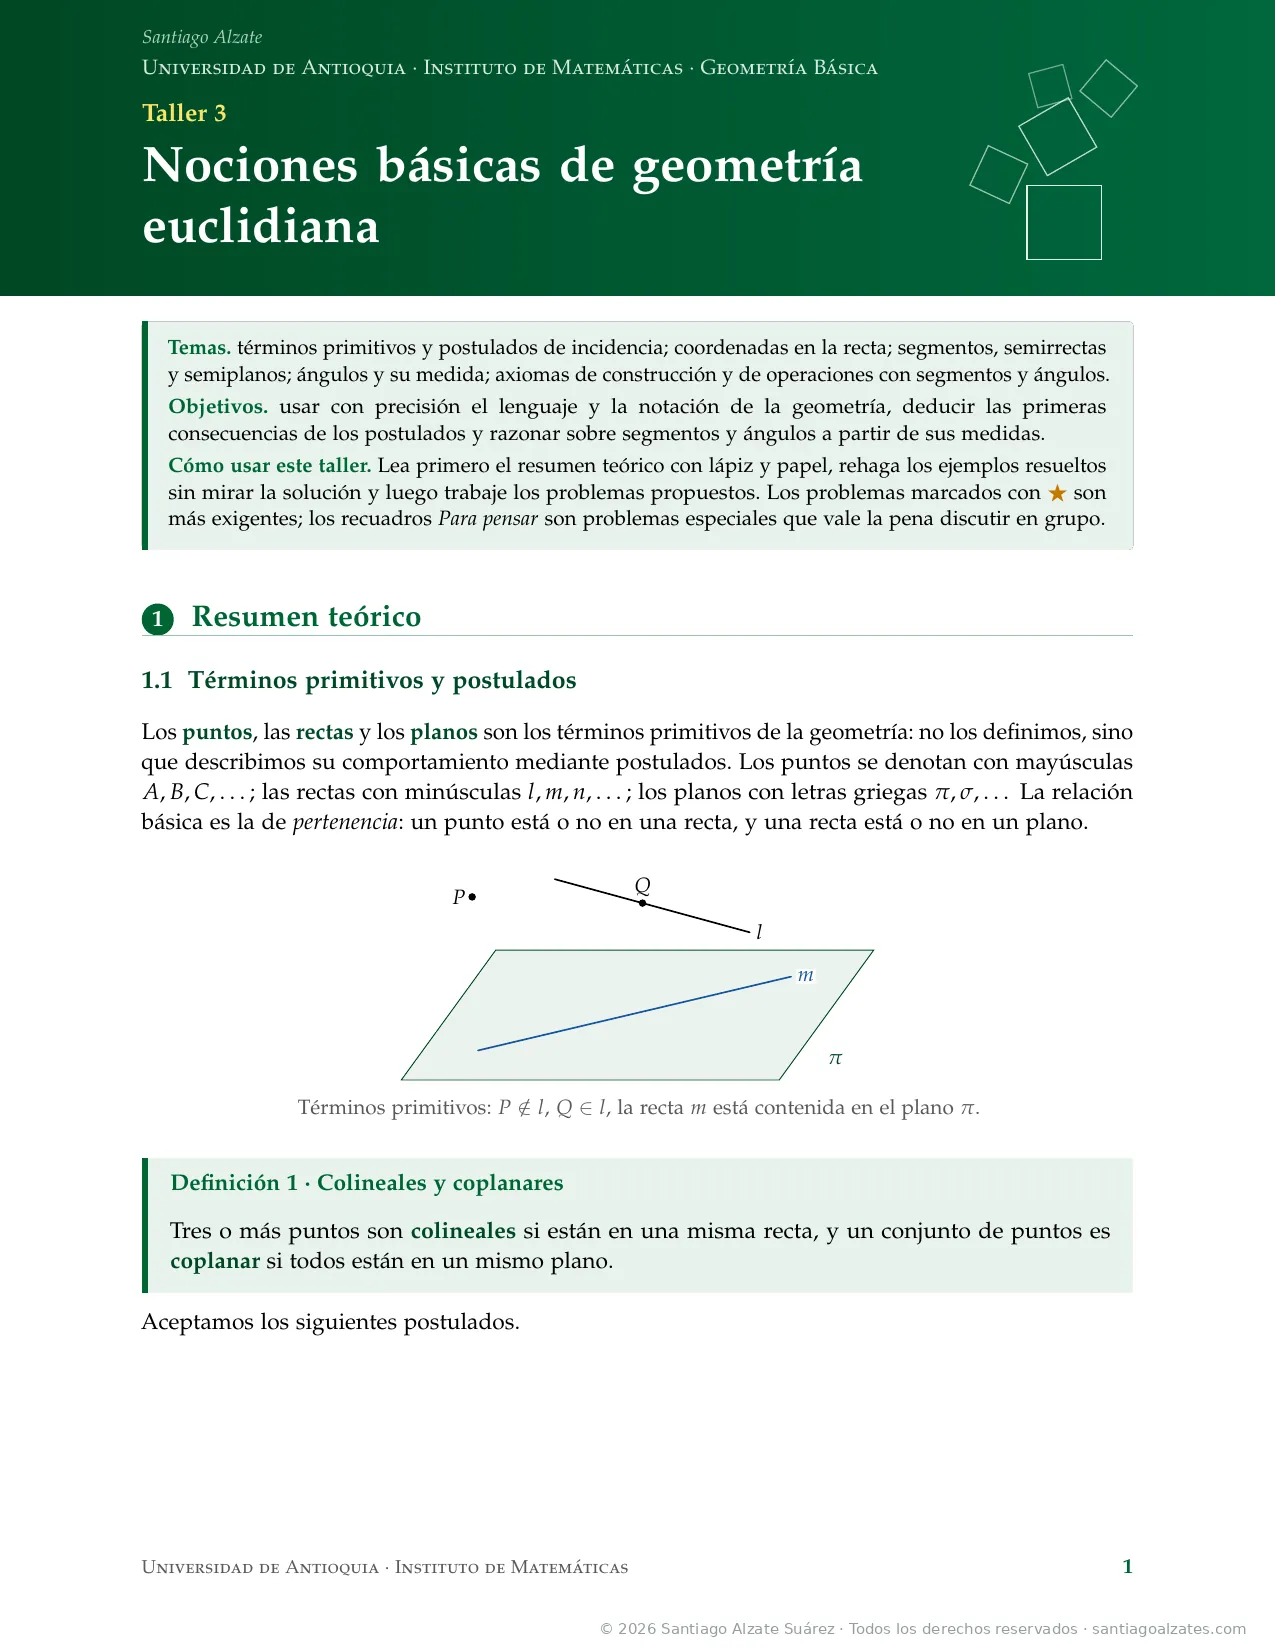 Santiago Alzate
Universidad de Antioquia · Instituto de Matemáticas · Geometría Básica
Taller 3
Nociones básicas de geometría
euclidiana
Temas. términos primitivos y postulados de incidencia; coordenadas en la recta; segmentos, semirrectas
y semiplanos; ángulos y su medida; axiomas de construcción y de operaciones con segmentos y ángulos.
Objetivos. usar con precisión el lenguaje y la notación de la geometría, deducir las primeras
consecuencias de los postulados y razonar sobre segmentos y ángulos a partir de sus medidas.
Cómo usar este taller. Lea primero el resumen teórico con lápiz y papel, rehaga los ejemplos resueltos
sin mirar la solución y luego trabaje los problemas propuestos. Los problemas marcados con ★ son
más exigentes; los recuadros Para pensar son problemas especiales que vale la pena discutir en grupo.
1 Resumen teórico
1.1 Términos primitivos y postulados
Los puntos, las rectas y los planos son los términos primitivos de la geometría: no los definimos, sino
que describimos su comportamiento mediante postulados. Los puntos se denotan con mayúsculas
A, B, C, . . . ; las rectas con minúsculas l, m, n, . . . ; los planos con letras griegas π, σ, . . . La relación
básica es la de pertenencia: un punto está o no en una recta, y una recta está o no en un plano.
P
Q
l
m
π
Términos primitivos: P ∉ l, Q ∈ l, la recta m está contenida en el plano π.
Definición 1 · Colineales y coplanares
Tres o más puntos son colineales si están en una misma recta, y un conjunto de puntos es
coplanar si todos están en un mismo plano.
Aceptamos los siguientes postulados.
Universidad de Antioquia · Instituto de Matemáticas
1
© 2026 Santiago Alzate Suárez · Todos los derechos reservados · santiagoalzates.com